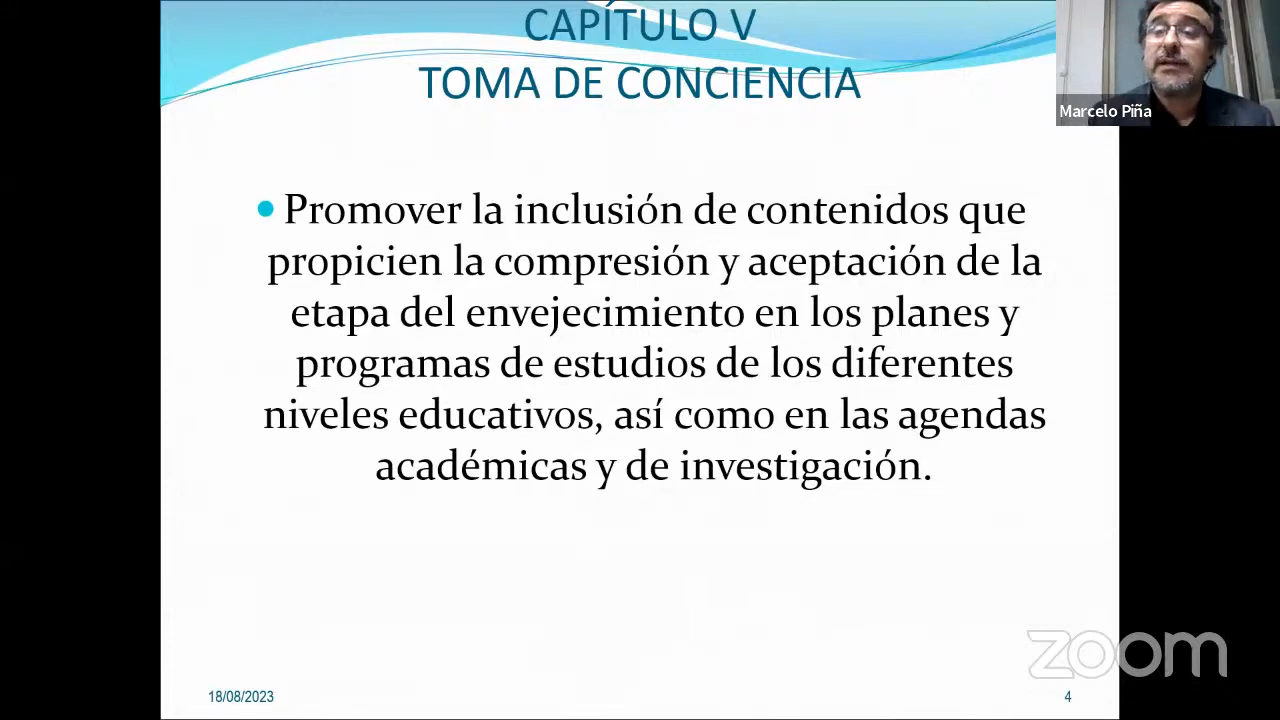 CAPÍTULO V
TOMA DE CONCIENCIA
Marcelo Piña
• Promover la inclusión de contenidos que
propicien la compresión y aceptación de la
etapa del envejecimiento en los planes y
programas de estudios de los diferentes
niveles educativos, así como en las agendas
académicas y de investigación.
zoom
18/08/2023
4